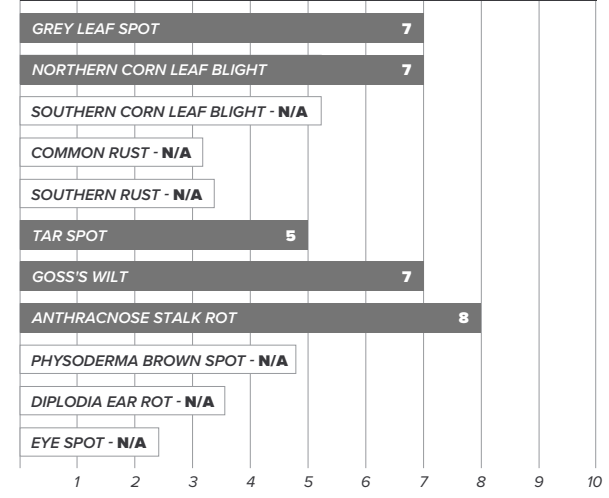 GREY LEAF SPOT 7
NORTHERN CORN LEAF BLIGHT 7
SOUTHERN CORN LEAF BLIGHT - N/A
COMMON RUST - N/A
SOUTHERN RUST - N/A
TAR SPOT 5
GOSS'S WILT 7
ANTHRACNOSE STALK ROT 8
PHYSODERMA BROWN SPOT - N/A
DIPLODIA EAR ROT - N/A
EYE SPOT - N/A
1 2 3 4 5 6 7 8 9 10